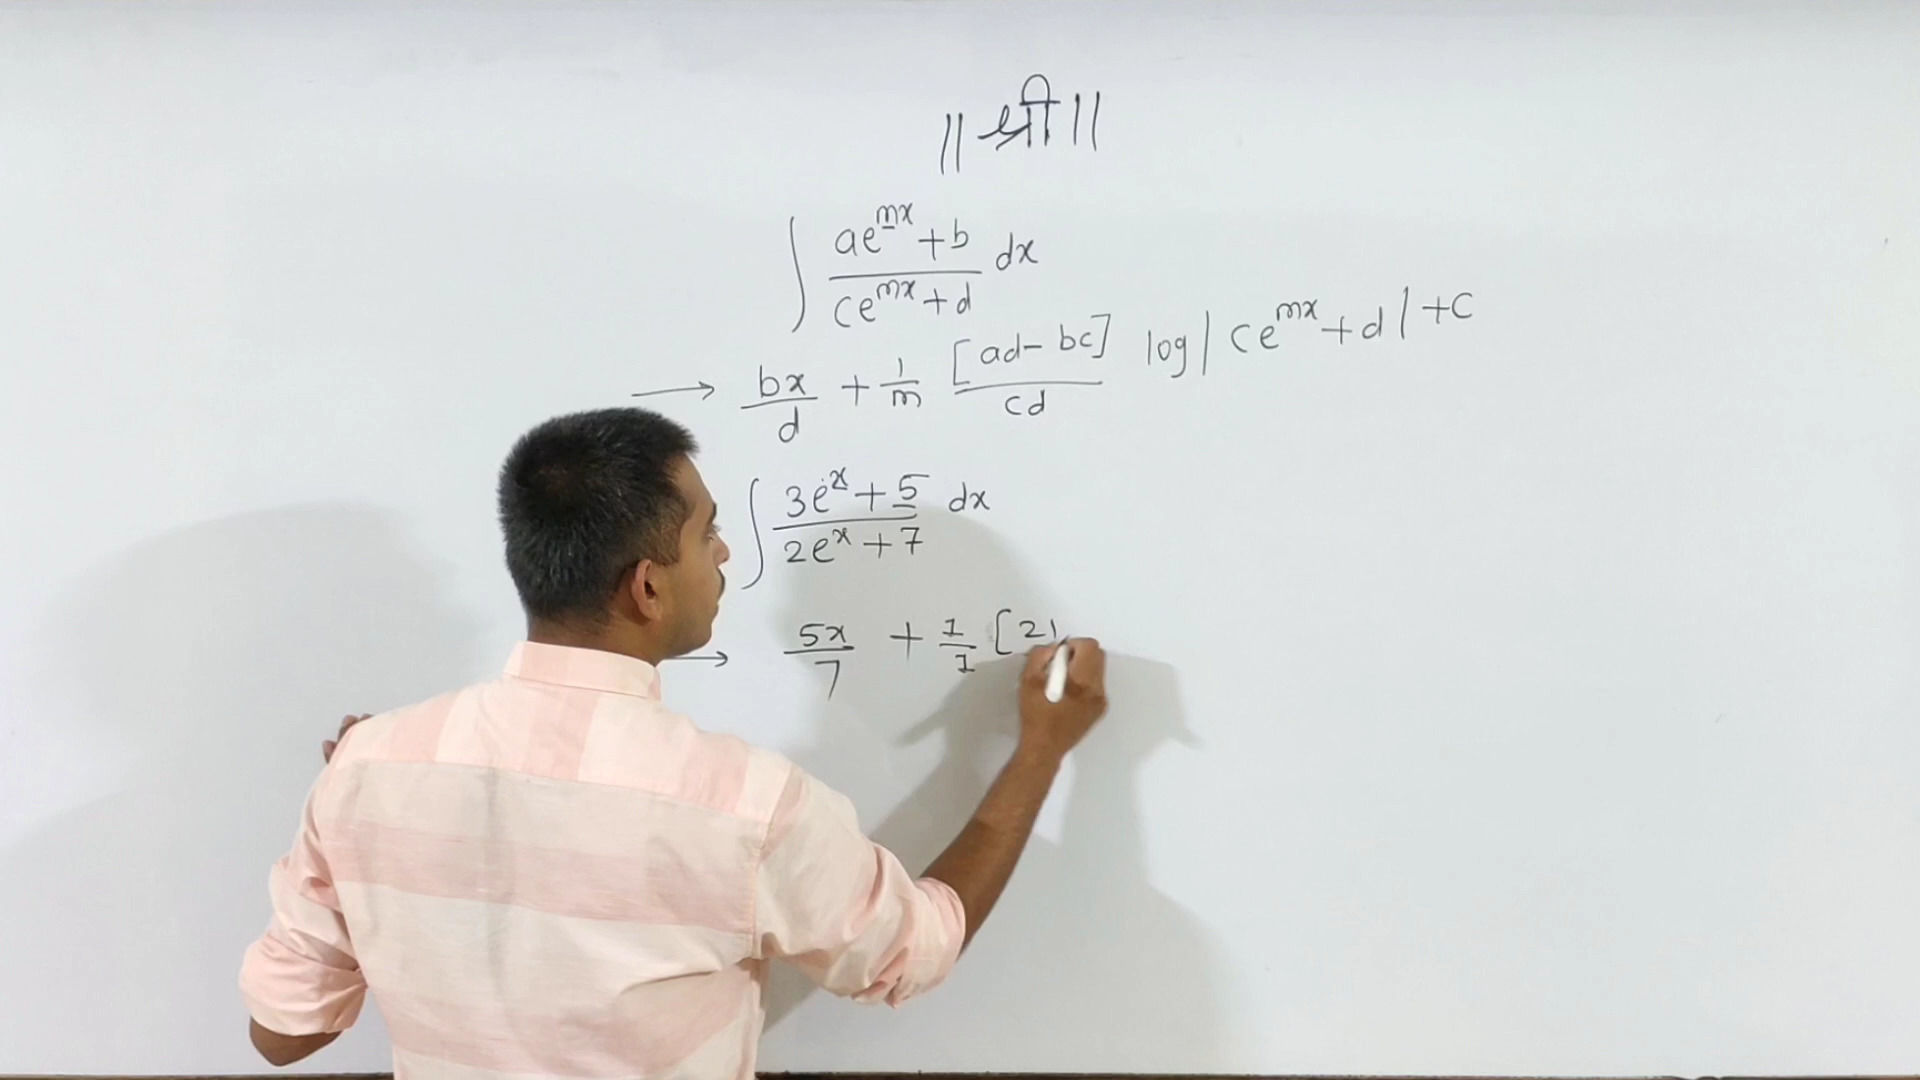 || श्री ||
∫ (ae^{mx} + b)/(ce^{mx} + d) dx
→ bx/d + 1/m [ad - bc]/cd log|ce^{mx} + d| + c
∫ (3e^x + 5)/(2e^x + 7) dx
→ 5x/7 + 1/1 [21